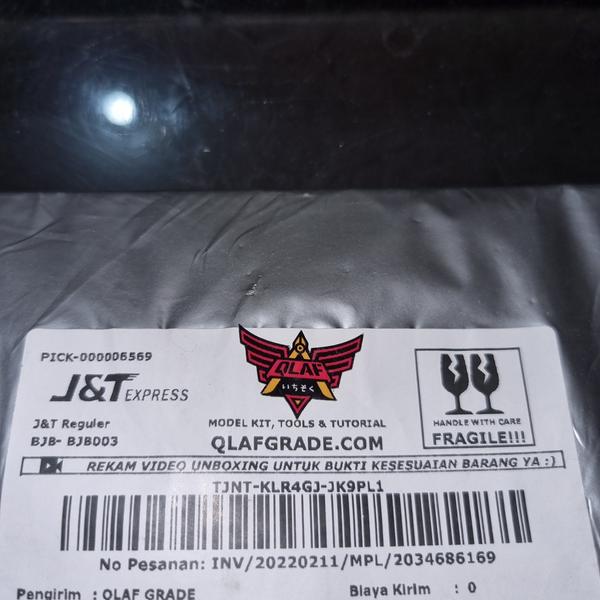 PICK-000006569
J&T EXPRESS
J&T Reguler
BJB- BJB003
QLAF
いちぞく
MODEL KIT, TOOLS & TUTORIAL
QLAFGRADE.COM
HANDLE WITH CARE
FRAGILE!!!
REKAM VIDEO UNBOXING UNTUK BUKTI KESESUAIAN BARANG YA :)
TJNT-KLR4GJ-JK9PL1
No Pesanan: INV/20220211/MPL/2034686169
Pengirim : QLAF GRADE
Biaya Kirim : 0